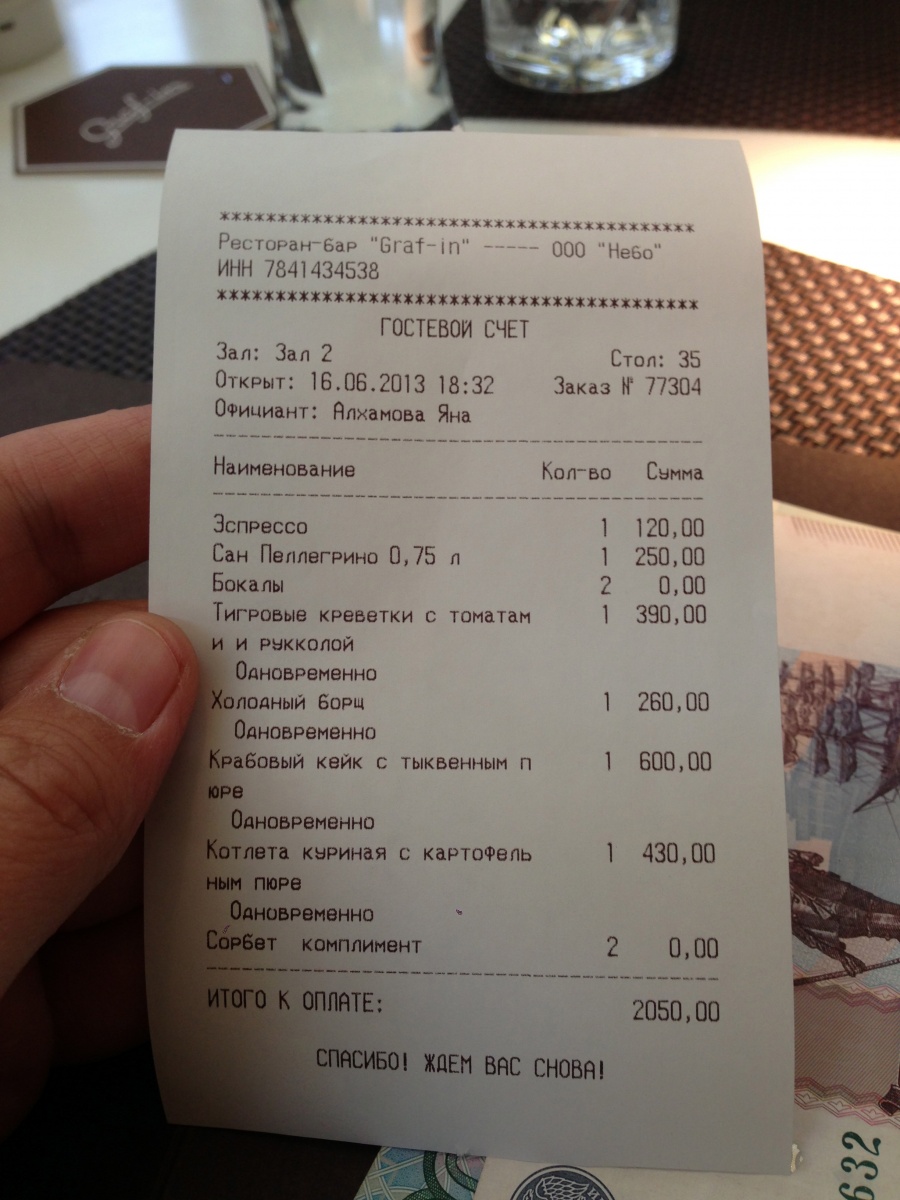 Graf-in
****************************************
Ресторан-бар "Graf-in" ----- ООО "Небо"
ИНН 7841434538
****************************************
ГОСТЕВОЙ СЧЕТ
Зал: Зал 2 Стол: 35
Открыт: 16.06.2013 18:32 Заказ № 77304
Официант: Алхамова Яна
Наименование Кол-во Сумма
Эспрессо 1 120,00
Сан Пеллегрино 0,75 л 1 250,00
Бокалы 2 0,00
Тигровые креветки с томатам 1 390,00
и и рукколой
Одновременно
Холодный борщ 1 260,00
Одновременно
Крабовый кейк с тыквенным п 1 600,00
юре
Одновременно
Котлета куриная с картофель 1 430,00
ным пюре
Одновременно
Сорбет комплимент 2 0,00
ИТОГО К ОПЛАТЕ: 2050,00
СПАСИБО! ЖДЕМ ВАС СНОВА!
632